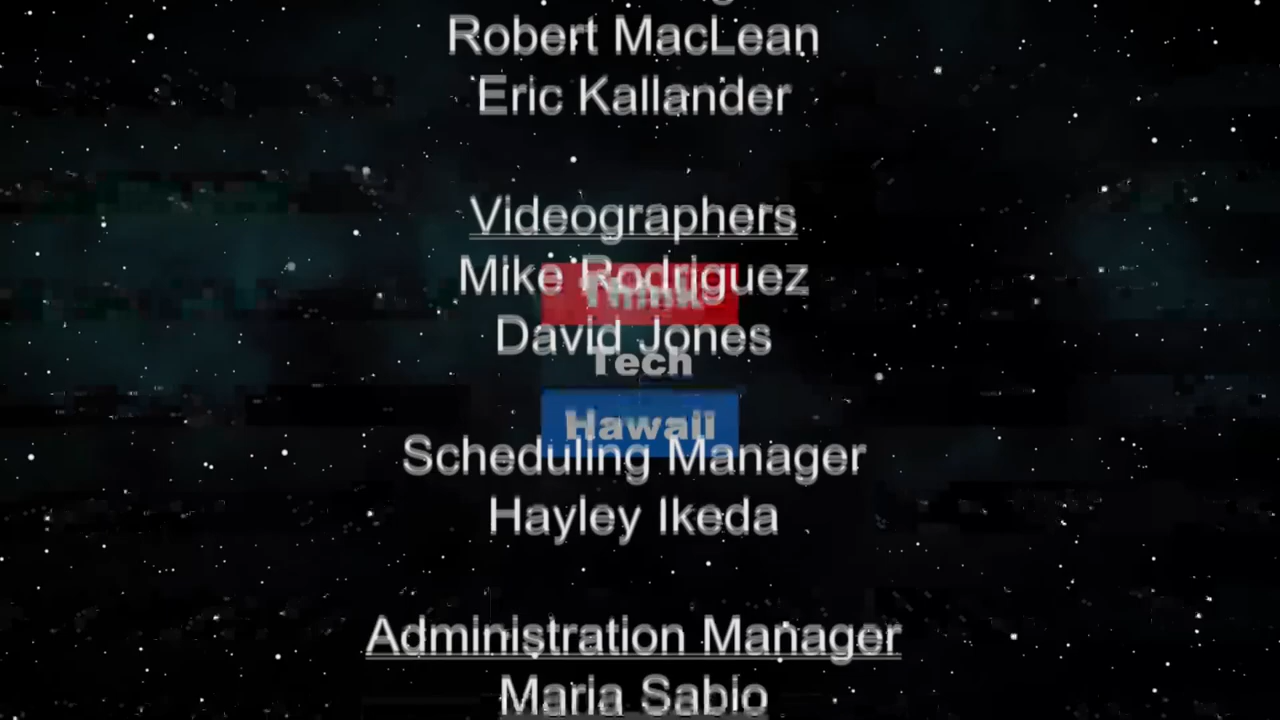 Robert MacLean
Eric Kallander
Videographers
Mike Rodriguez
Think
David Jones
Tech
Hawaii
Scheduling Manager
Hayley Ikeda
Administration Manager
Maria Sabio